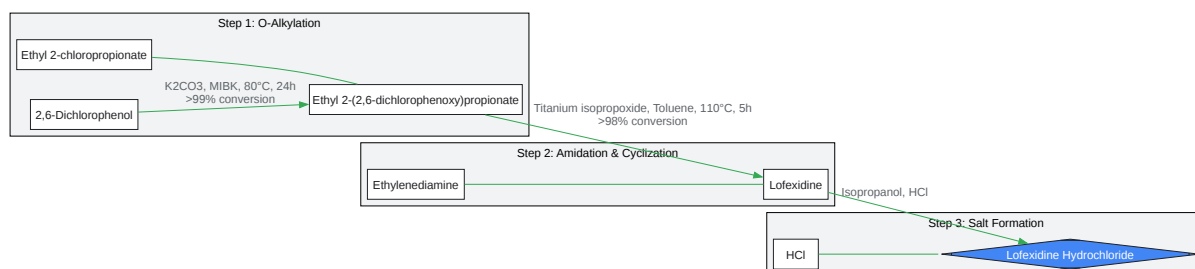 Step 1: O-Alkylation
Ethyl 2-chloropropionate
K2CO3, MIBK, 80°C, 24h
>99% conversion
2,6-Dichlorophenol
Ethyl 2-(2,6-dichlorophenoxy)propionate
Titanium isopropoxide, Toluene, 110°C, 5h
>98% conversion
Step 2: Amidation & Cyclization
Ethylenediamine
Lofexidine
Isopropanol, HCl
Step 3: Salt Formation
HCl
Lofexidine Hydrochloride